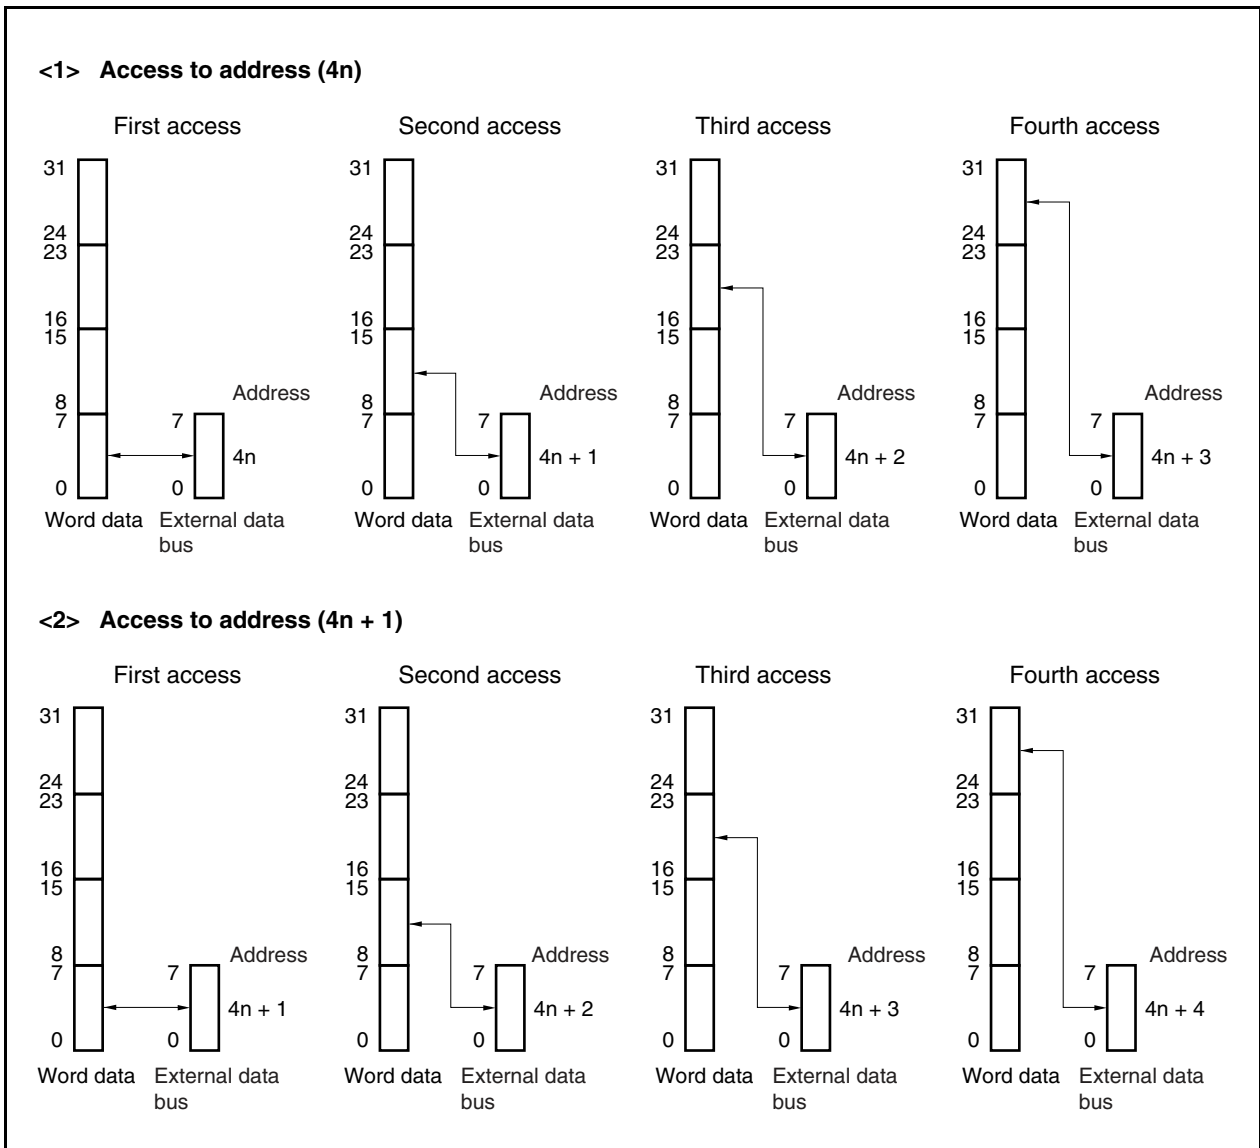 <1> Access to address (4n)
First access
Second access
Third access
Fourth access
31
24
23
16
15
8
7
0
Address
7
4n
0
Word data
External data
bus
31
24
23
16
15
8
7
0
Address
7
4n + 1
0
Word data
External data
bus
31
24
23
16
15
8
7
0
Address
7
4n + 2
0
Word data
External data
bus
31
24
23
16
15
8
7
0
Address
7
4n + 3
0
Word data
External data
bus
<2> Access to address (4n + 1)
First access
Second access
Third access
Fourth access
31
24
23
16
15
8
7
0
Address
7
4n + 1
0
Word data
External data
bus
31
24
23
16
15
8
7
0
Address
7
4n + 2
0
Word data
External data
bus
31
24
23
16
15
8
7
0
Address
7
4n + 3
0
Word data
External data
bus
31
24
23
16
15
8
7
0
Address
7
4n + 4
0
Word data
External data
bus